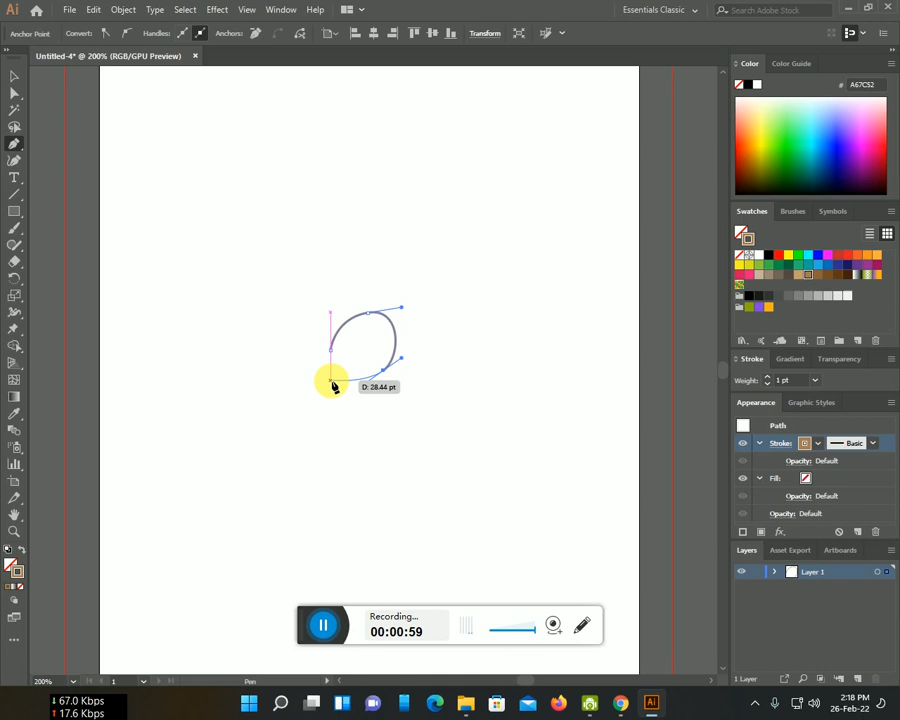 Ai File Edit Object Type Select Effect View Window Help Essentials Classic Search Adobe Stock
Anchor Point Convert: Handles: Anchors: Transform
Untitled-4* @ 200% (RGB/GPU Preview) ×
Color Color Guide
# A67C52
Swatches Brushes Symbols
Stroke Gradient Transparency
Weight: 1 pt
Appearance Graphic Styles
Path
Stroke: Basic
Opacity: Default
Fill:
Opacity: Default
Opacity: Default
fx
Layers Asset Export Artboards
Layer 1
1 Layer
D: 28.44 pt
Recording...
00:00:59
200% 1 Pen
67.0 Kbps
17.6 Kbps
2:18 PM
26-Feb-22